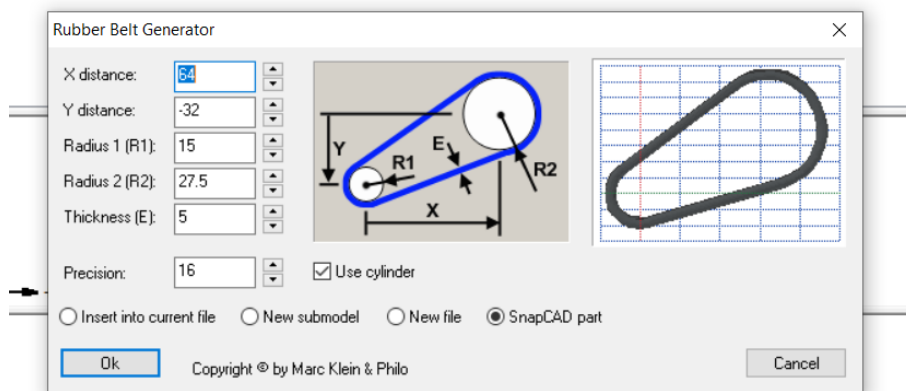 Rubber Belt Generator
X distance: 64
Y distance: -32
Radius 1 (R1): 15
Radius 2 (R2): 27.5
Thickness (E): 5
Y
R1
E
R2
X
Precision: 16
Use cylinder
Insert into current file New submodel New file SnapCAD part
Ok Copyright © by Marc Klein & Philo Cancel